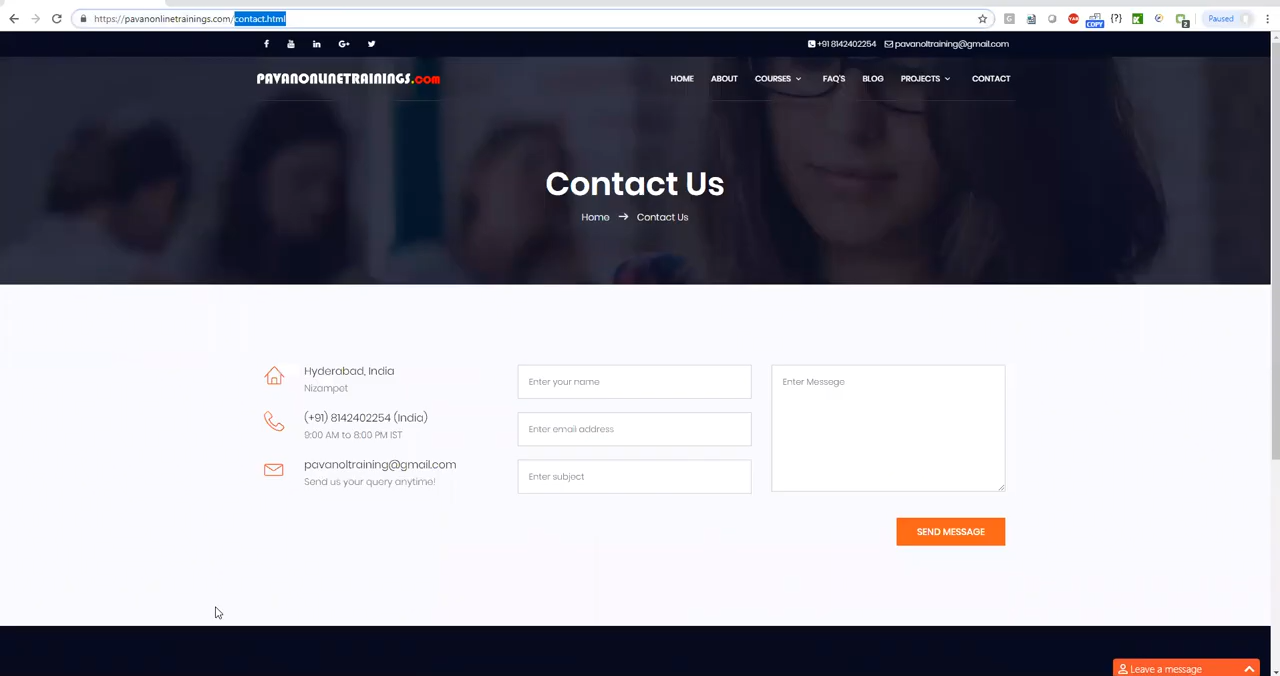 https://pavanonlinetrainings.com/contact.html
Paused
+91 8142402254 pavanoltraining@gmail.com
PAVANONLINETRAININGS.COM
HOME ABOUT COURSES FAQ'S BLOG PROJECTS CONTACT
Contact Us
Home → Contact Us
Hyderabad, India
Nizampet
(+91) 8142402254 (India)
9:00 AM to 8:00 PM IST
pavanoltraining@gmail.com
Send us your query anytime!
Enter your name
Enter email address
Enter subject
Enter Messege
SEND MESSAGE
Leave a message